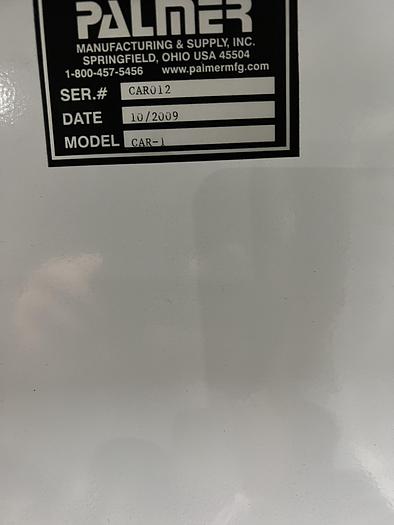 PALMER
MANUFACTURING & SUPPLY, INC.
SPRINGFIELD, OHIO USA 45504
1-800-457-5456 www.palmermfg.com
SER.# CAR012
DATE 10/2009
MODEL CAR-1